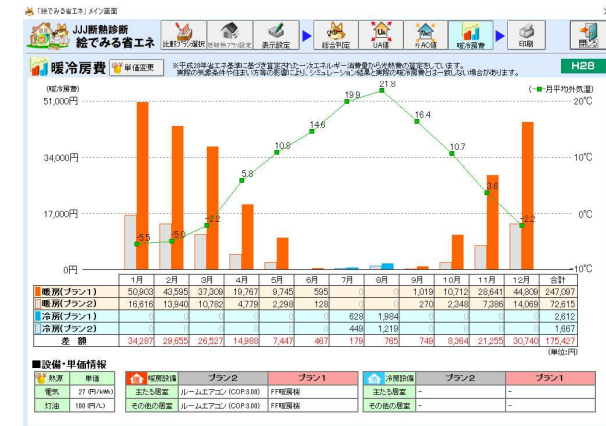 「絵でみる省エネ」メイン画面
JJJ断熱診断
絵でみる省エネ
比較プラン選択
表示設定
総合判定
UA値
暖冷房費
印刷
閉じる
暖冷房費 単価変更 ※平成28年省エネ基準に基づき算定された一次エネルギー消費量から光熱費の算定をしています。
実際の気象条件や住まい方等の影響により、シミュレーション結果と実際の暖冷房費とは一致しない場合があります。
H28
(暖冷房費) (-■-月平均外気温)
51,000円 20℃
34,000円 10℃
17,000円 0℃
0円 -10℃
-5.5 -5.0 -2.2 5.8 10.8 14.6 19.9 21.8 16.4 10.7 3.6 -2.2
1月 2月 3月 4月 5月 6月 7月 8月 9月 10月 11月 12月 合計
暖房(プラン1) 50,903 43,595 37,309 19,767 9,745 595 0 0 1,019 10,712 28,641 44,809 247,097
暖房(プラン2) 16,616 13,940 10,782 4,779 2,298 128 0 0 270 2,348 7,386 14,069 72,615
冷房(プラン1) 0 0 0 0 0 0 628 1,984 0 0 0 0 2,612
冷房(プラン2) 0 0 0 0 0 0 449 1,219 0 0 0 0 1,667
差 額 34,287 29,655 26,527 14,988 7,447 467 179 765 749 8,364 21,255 30,740 175,427
(単位:円)
■設備・単価情報
熱源 単価 暖房設備 プラン2 プラン1 冷房設備 プラン2 プラン1
電気 27 (円/kWh) 主たる居室 ルームエアコン(COP:3.00) FF暖房機 主たる居室 - -
灯油 100 (円/L) その他の居室 ルームエアコン(COP:3.00) FF暖房機 その他の居室 - -